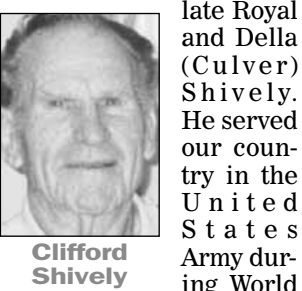 late Royal
and Della
(Culver)
Shively.
He served
our coun-
try in the
United
States
Army dur-
ing World
Clifford
Shively